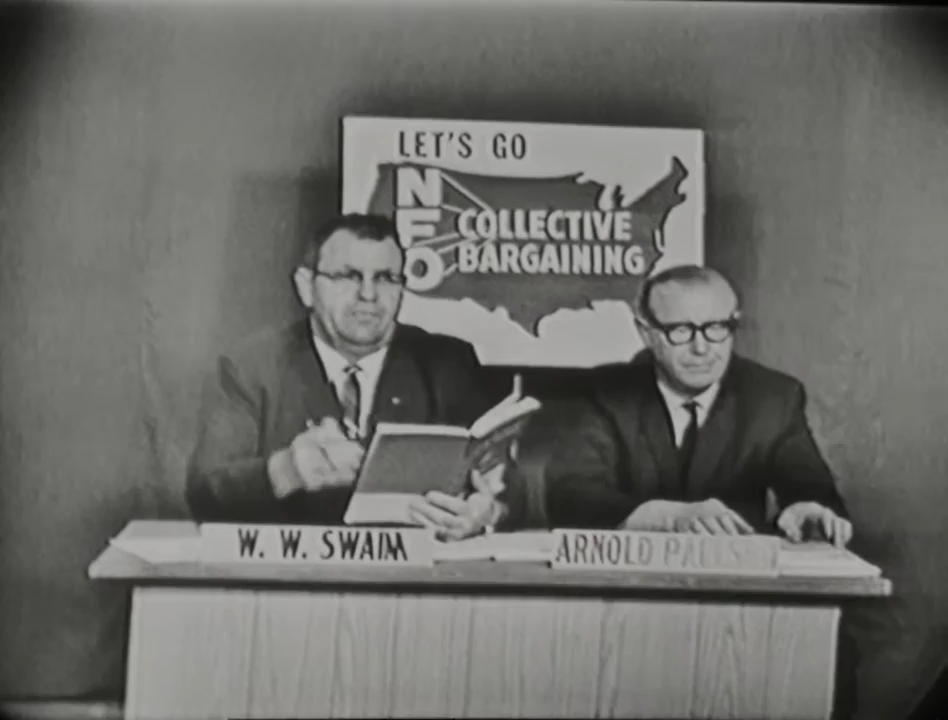 LET'S GO
NFO
COLLECTIVE
BARGAINING
W. W. SWAIM
ARNOLD